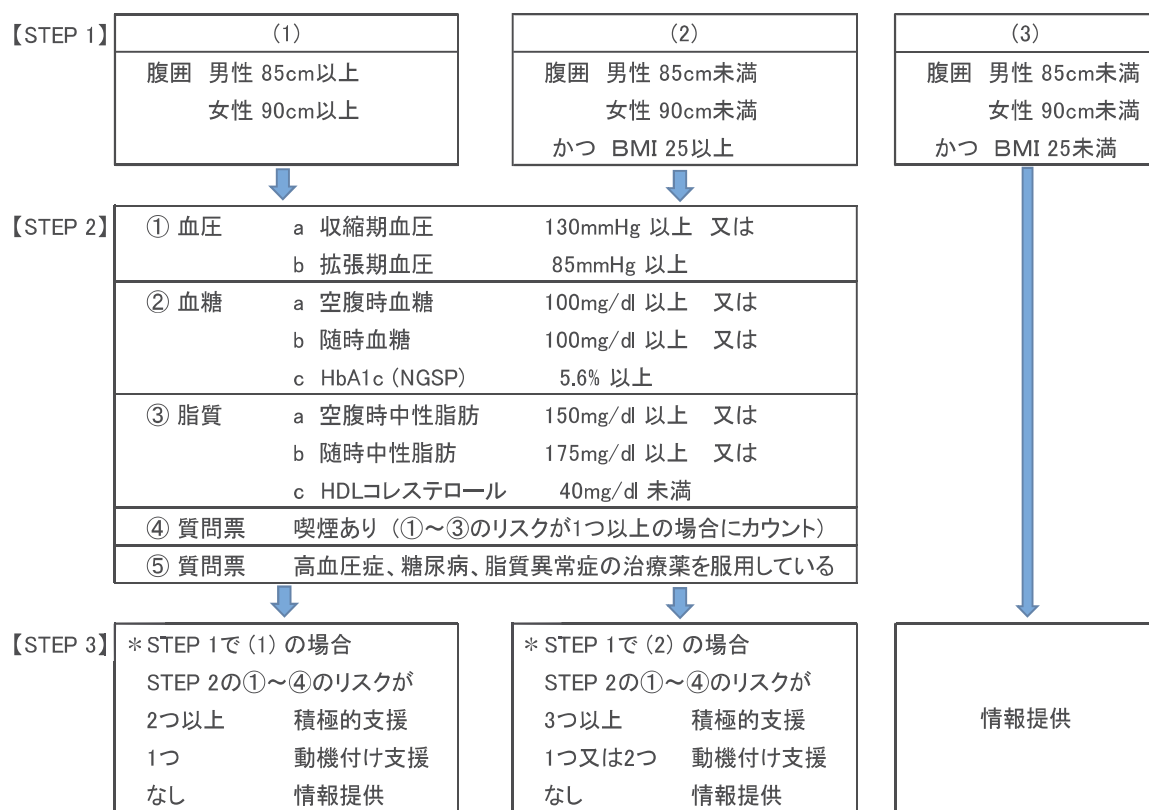 【STEP 1】
(1)
腹囲 男性 85cm以上
女性 90cm以上
(2)
腹囲 男性 85cm未満
女性 90cm未満
かつ BMI 25以上
(3)
腹囲 男性 85cm未満
女性 90cm未満
かつ BMI 25未満
【STEP 2】
① 血圧 a 収縮期血圧 130mmHg 以上 又は
b 拡張期血圧 85mmHg 以上
② 血糖 a 空腹時血糖 100mg/dl 以上 又は
b 随時血糖 100mg/dl 以上 又は
c HbA1c (NGSP) 5.6% 以上
③ 脂質 a 空腹時中性脂肪 150mg/dl 以上 又は
b 随時中性脂肪 175mg/dl 以上 又は
c HDLコレステロール 40mg/dl 未満
④ 質問票 喫煙あり (①~③のリスクが1つ以上の場合にカウント)
⑤ 質問票 高血圧症、糖尿病、脂質異常症の治療薬を服用している
【STEP 3】
*STEP 1で (1) の場合
STEP 2の①~④のリスクが
2つ以上 積極的支援
1つ 動機付け支援
なし 情報提供
*STEP 1で (2) の場合
STEP 2の①~④のリスクが
3つ以上 積極的支援
1つ又は2つ 動機付け支援
なし 情報提供
情報提供